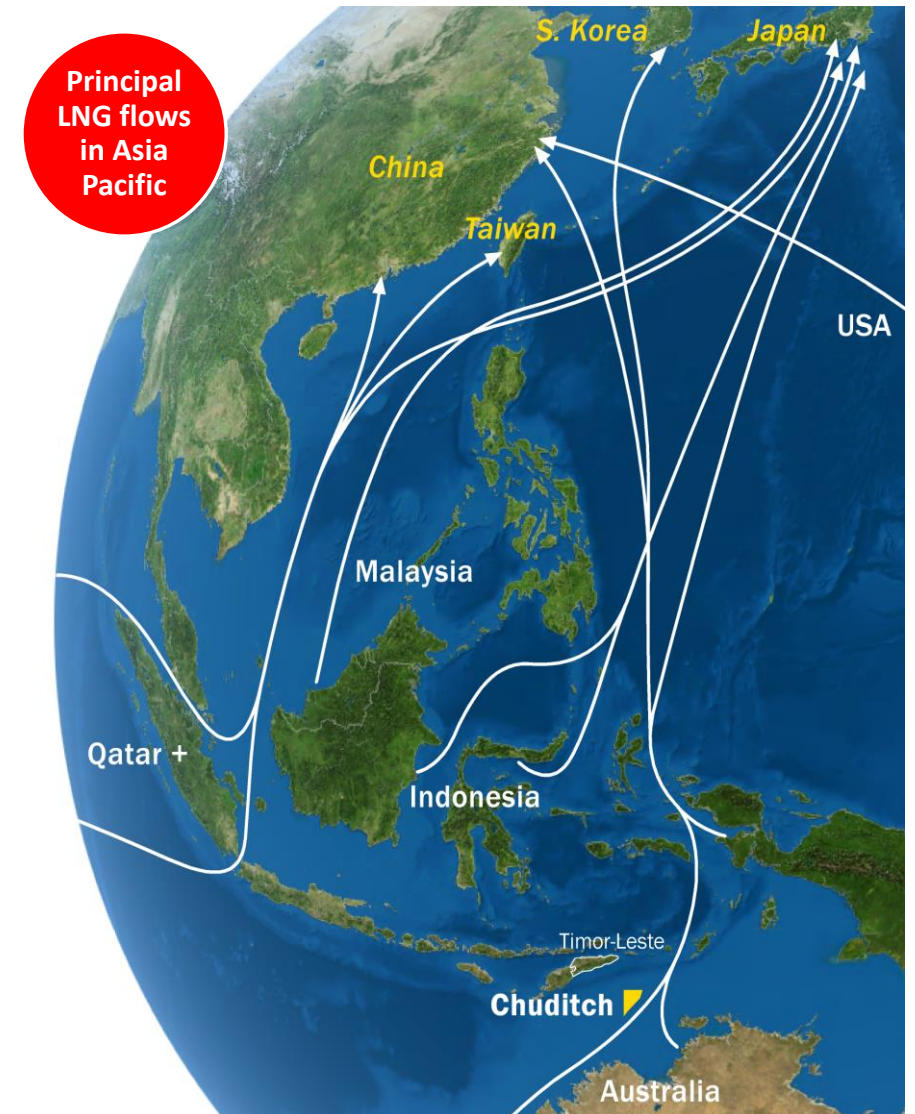 Principal
LNG flows
in Asia
Pacific
S. Korea
Japan
China
Taiwan
USA
Malaysia
Qatar +
Indonesia
Timor-Leste
Chuditch
Australia